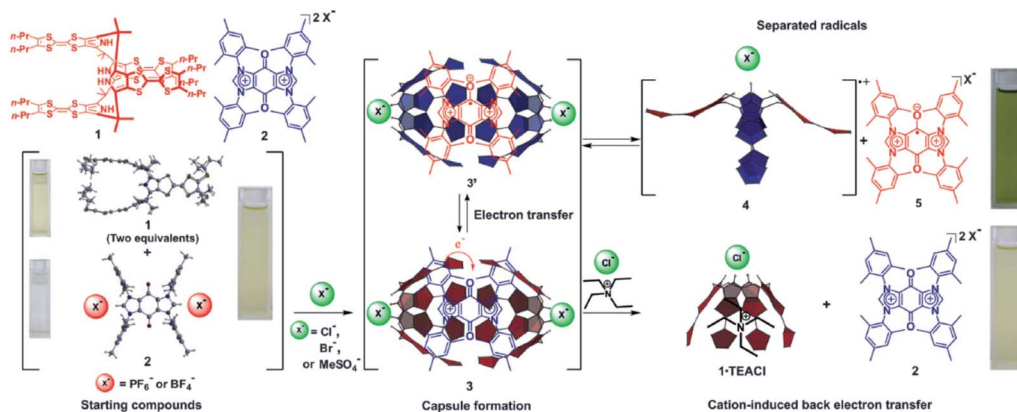 n-Pr
n-Pr
S
S
S
S
NH
HN
HN
NH
n-Pr
n-Pr
n-Pr
n-Pr
n-Pr
n-Pr
1
2 X⁻
O
N
N
N
N
O
2
1
(Two equivalents)
+
X⁻
X⁻
2
X⁻ = PF₆⁻ or BF₄⁻
Starting compounds
X⁻
X⁻ = Cl⁻,
Br⁻,
or MeSO₄⁻
X⁻
X⁻
3'
Electron transfer
e⁻
X⁻
X⁻
3
Capsule formation
Separated radicals
X⁻
•+
4
+
X⁻
O
N
N
N
N
O
5
Cl⁻
N
Cl⁻
N
1•TEACl
+
2 X⁻
O
N
N
N
N
O
2
Cation-induced back electron transfer